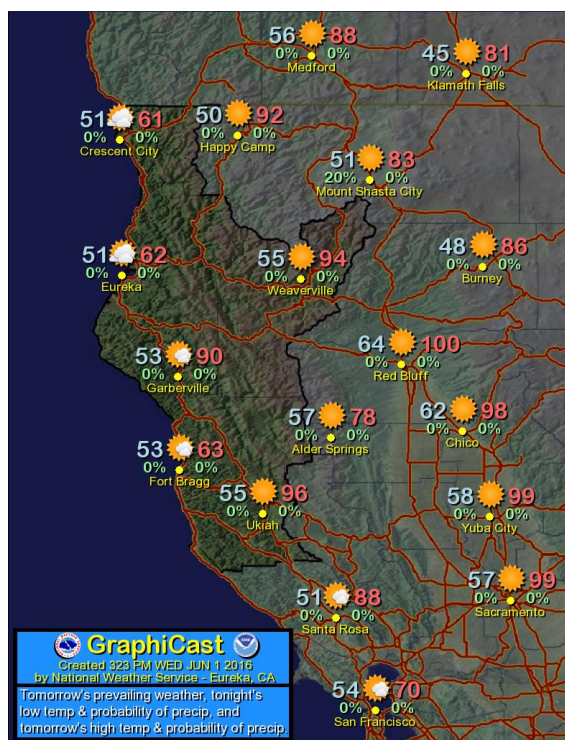 56 88
0% 0%
Medford
45 81
0% 0%
Klamath Falls
51 61
0% 0%
Crescent City
50 92
0% 0%
Happy Camp
51 83
20% 0%
Mount Shasta City
51 62
0% 0%
Eureka
55 94
0% 0%
Weaverville
48 86
0% 0%
Burney
53 90
0% 0%
Garberville
64 100
0% 0%
Red Bluff
57 78
0% 0%
Alder Springs
62 98
0% 0%
Chico
53 63
0% 0%
Fort Bragg
55 96
0% 0%
Ukiah
58 99
0% 0%
Yuba City
51 88
0% 0%
Santa Rosa
57 99
0% 0%
Sacramento
54 70
0% 0%
San Francisco
GraphiCast
Created 323 PM WED JUN 1 2016
by National Weather Service - Eureka, CA
Tomorrow's prevailing weather, tonight's
low temp & probability of precip, and
tomorrow's high temp & probability of precip.